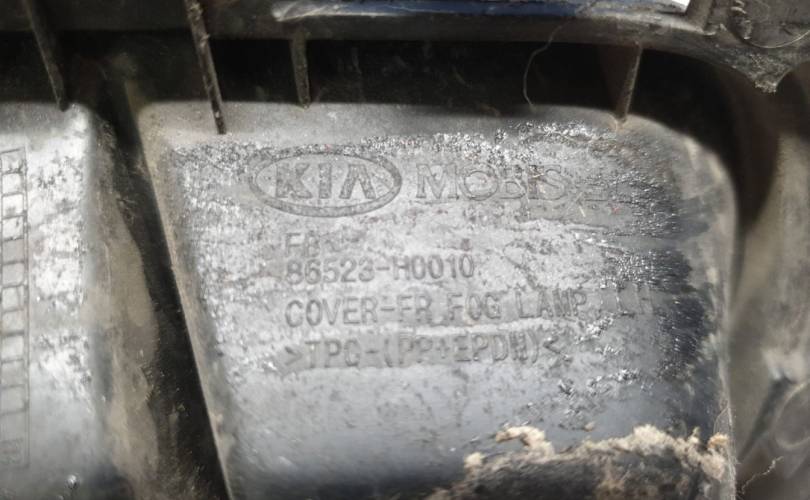 KIA MOBIS
FB
86523-H0010
COVER-FR FOG LAMP
>TPO-(PP+EPDM)<